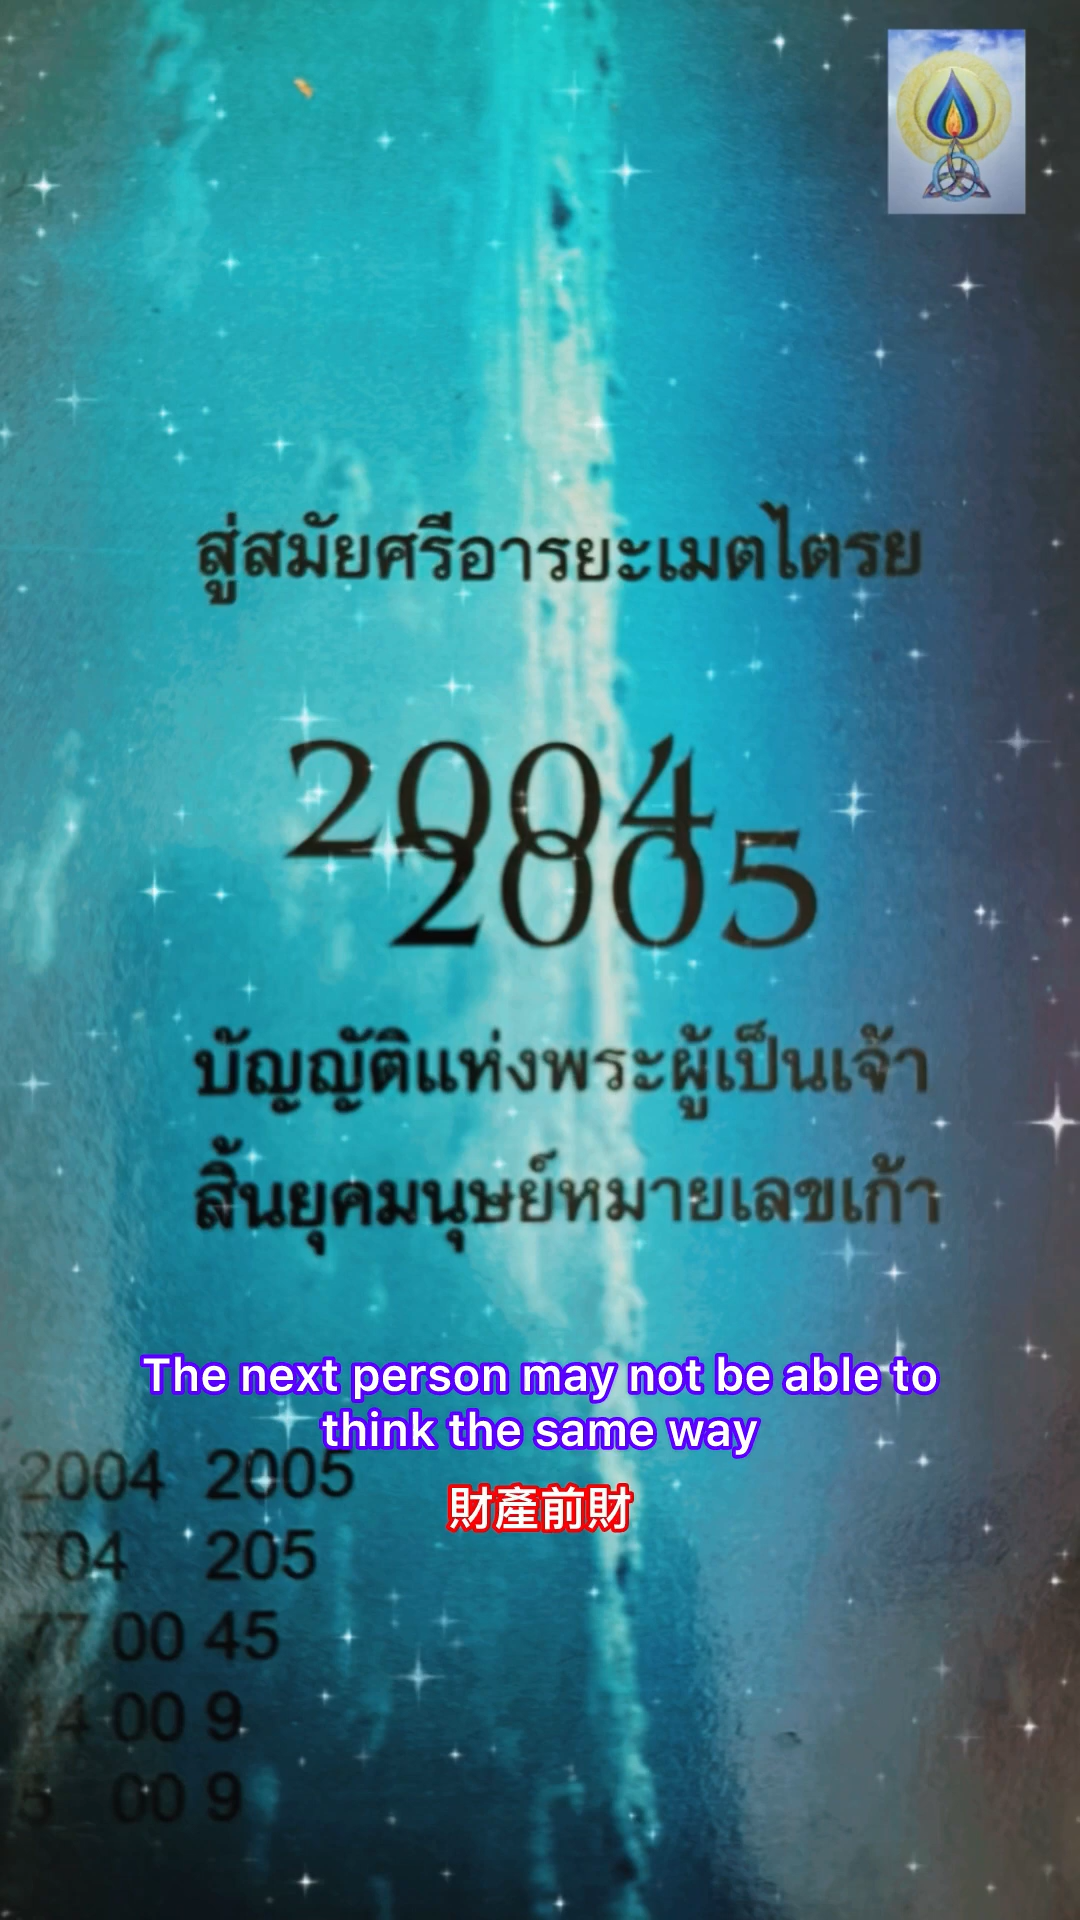 สู่สมัยศรีอารยะเมตไตรย
2004
2005
บัญญัติแห่งพระผู้เป็นเจ้า
สิ้นยุคมนุษย์หมายเลขเก้า
The next person may not be able to
think the same way
2004 2005
財產前財
704 205
77 00 45
14 00 9
5 00 9